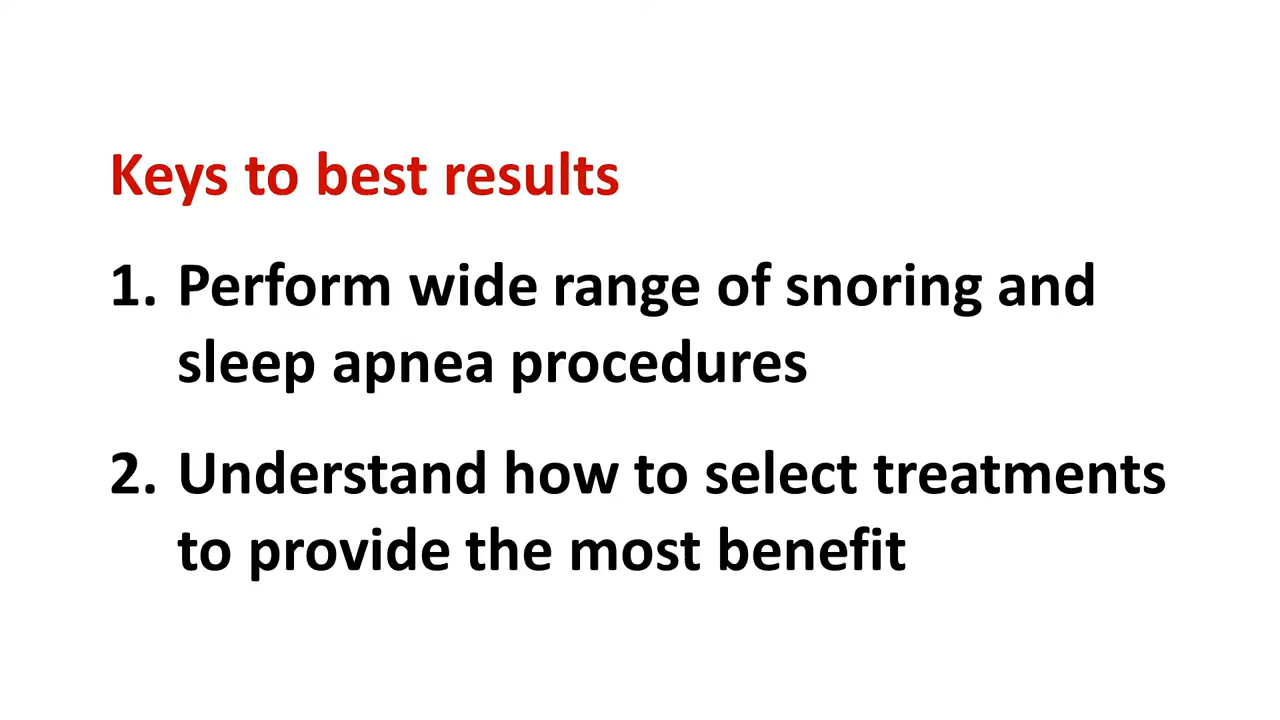 Keys to best results
1. Perform wide range of snoring and
sleep apnea procedures
2. Understand how to select treatments
to provide the most benefit